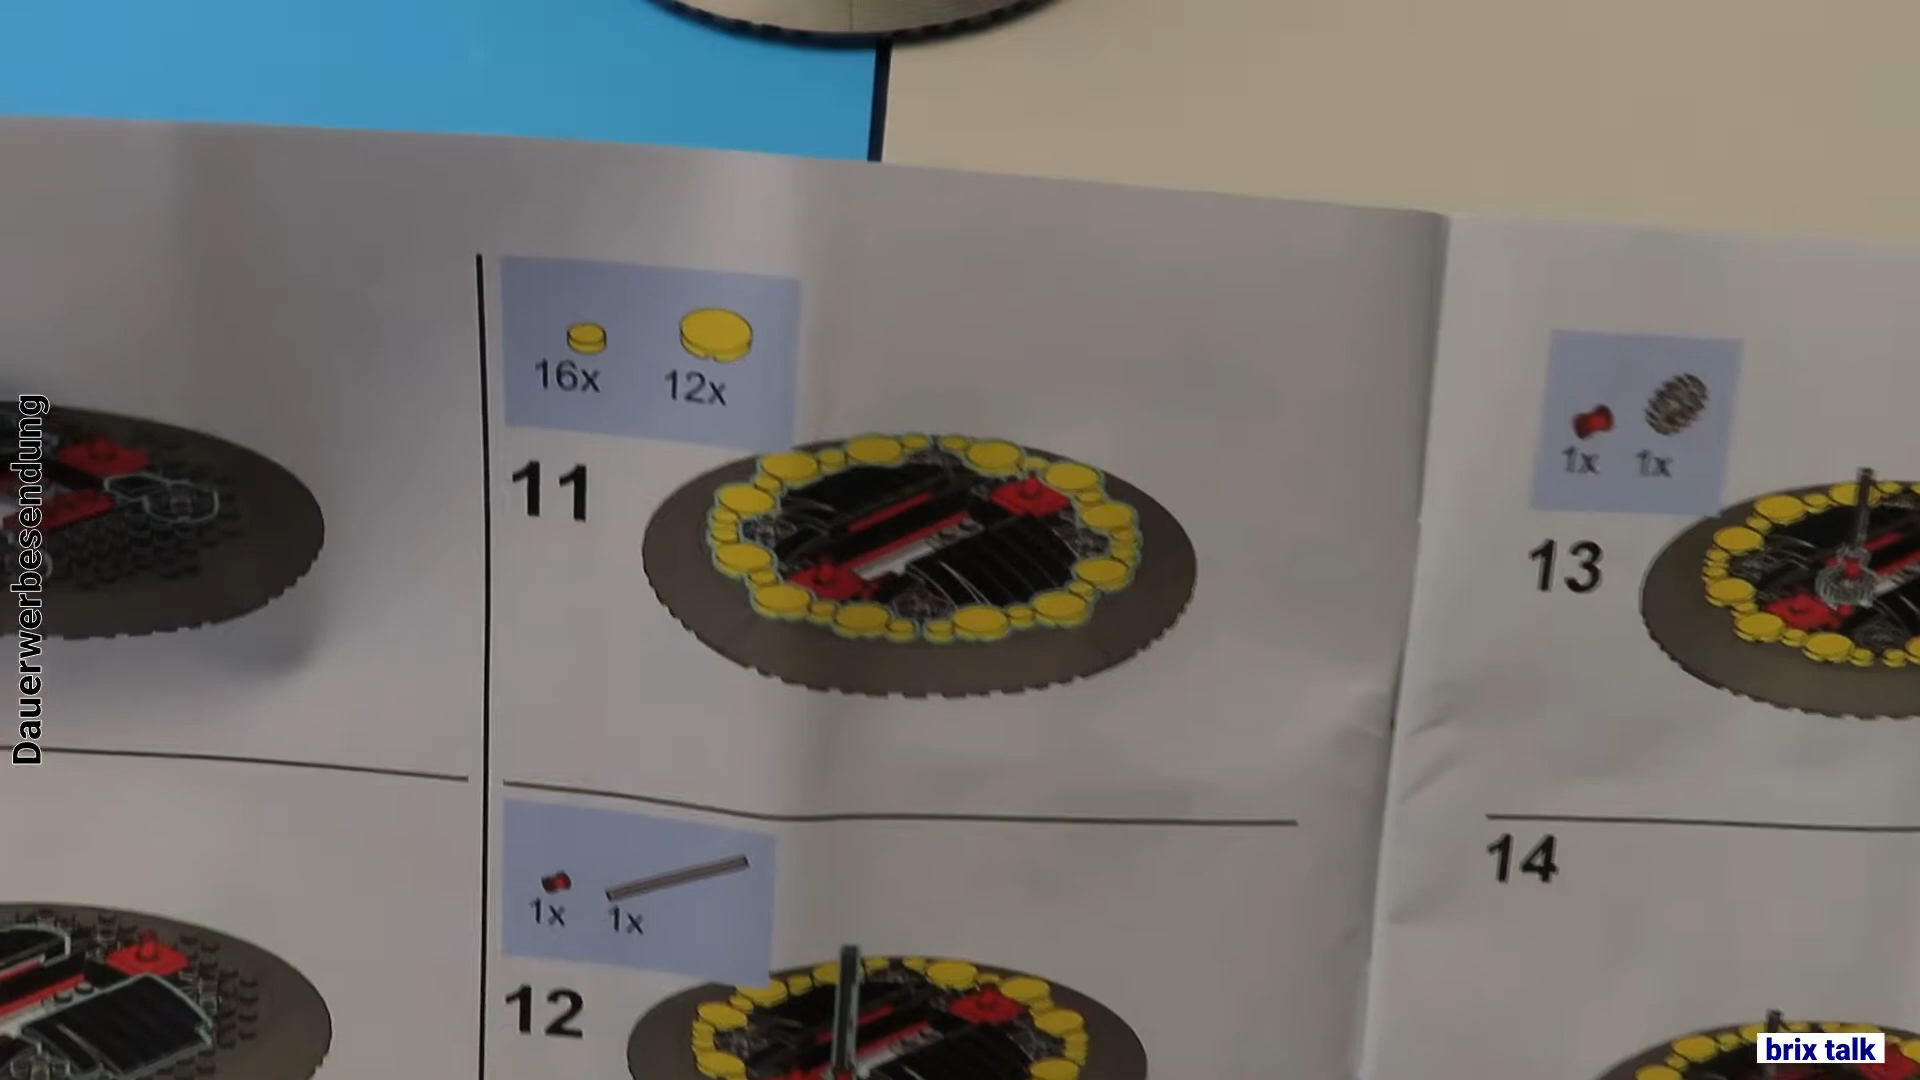 Dauerwerbesendung
16x 12x
11
1x 1x
12
1x 1x
13
14
brix talk